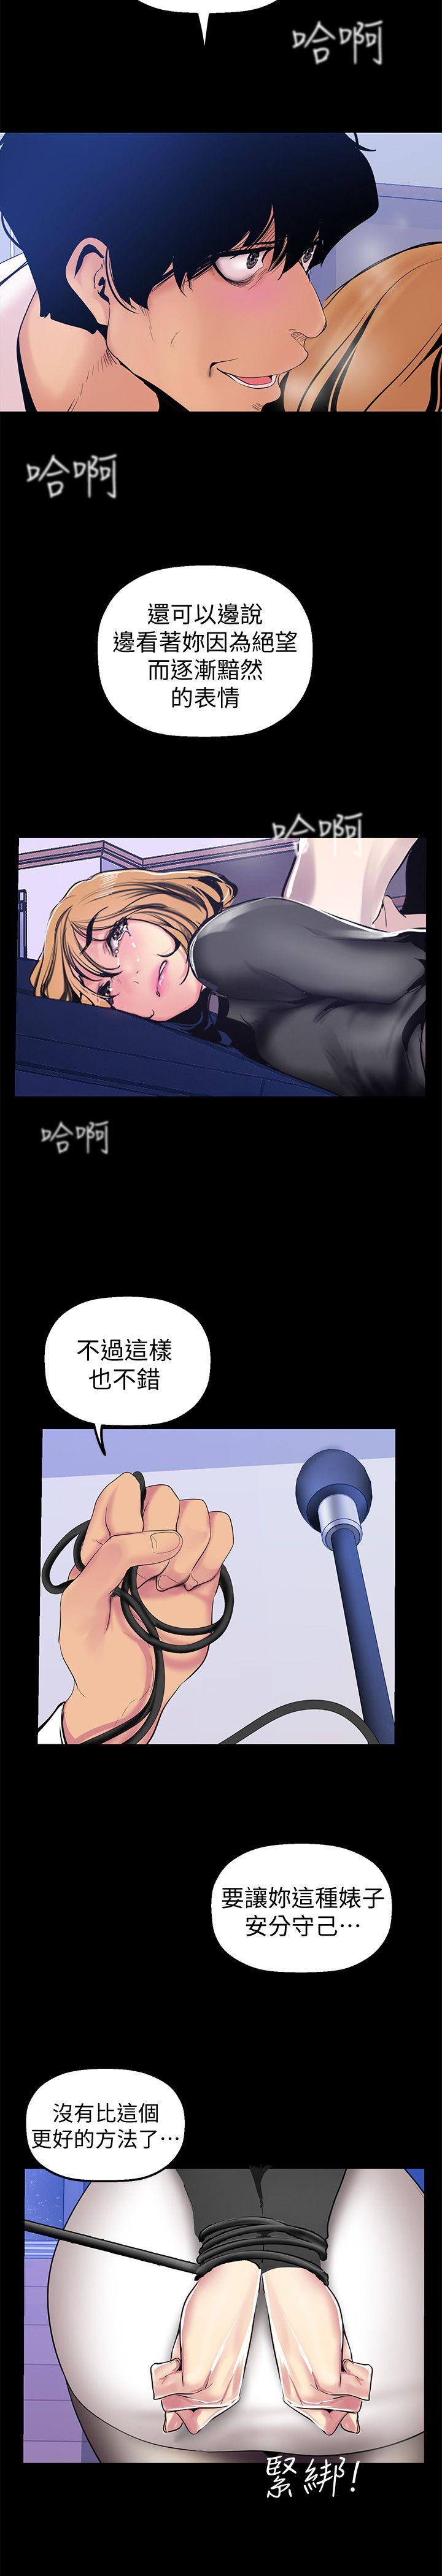 哈啊
哈啊
還可以邊說
邊看著妳因為絕望
而逐漸黯然
的表情
哈啊
哈啊
不過這樣
也不錯
要讓妳這種婊子
安分守己…
沒有比這個
更好的方法了…
緊綁!